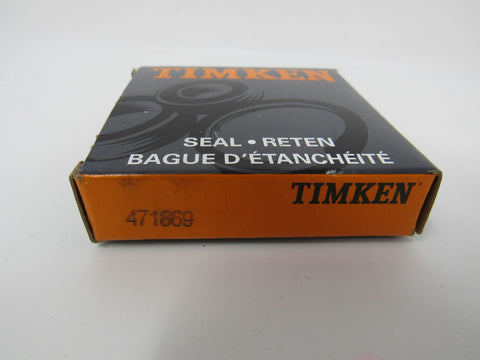 TIMKEN
SEAL • RETEN
BAGUE D'ÉTANCHÉITÉ
TIMKEN
471869